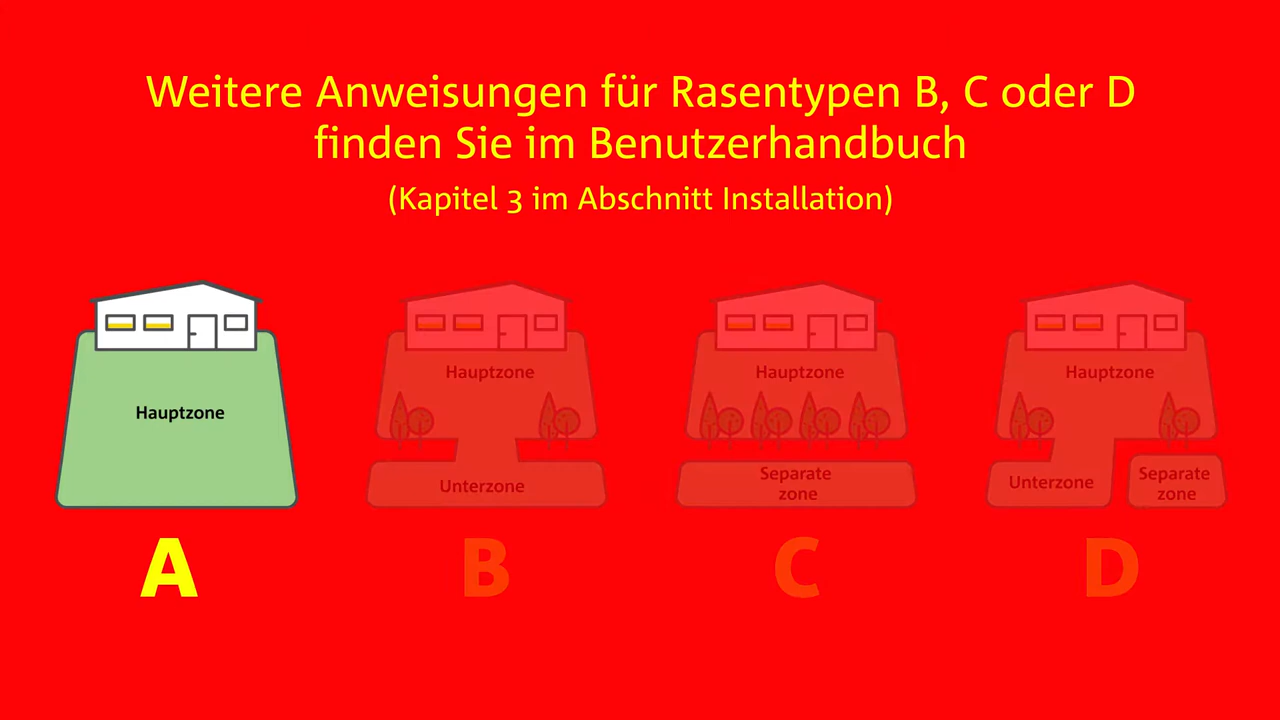 Weitere Anweisungen für Rasentypen B, C oder D
finden Sie im Benutzerhandbuch
(Kapitel 3 im Abschnitt Installation)
Hauptzone
A
Hauptzone
Unterzone
B
Hauptzone
Separate
zone
C
Hauptzone
Unterzone
Separate
zone
D